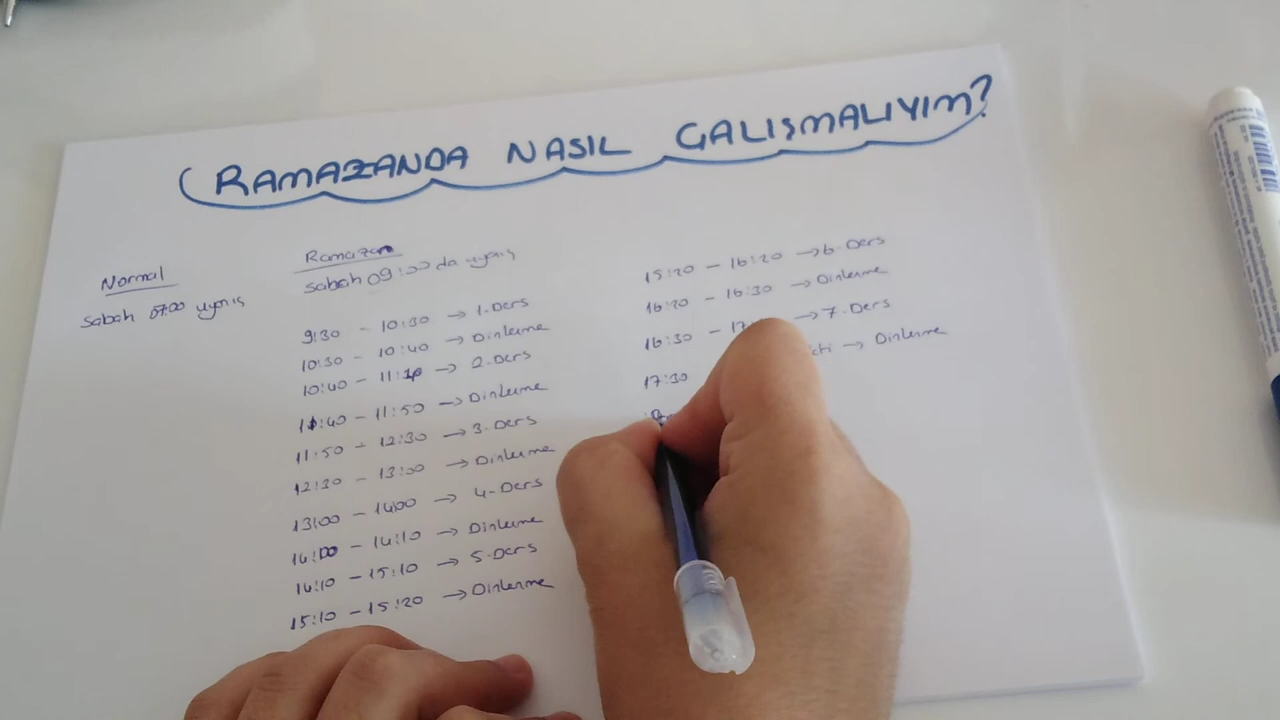 RAMAZANDA NASIL ÇALIŞMALIYIM?
Normal
Sabah 07:00 uyanış
Ramazan
Sabah 09:00 da uyanış
9:30 - 10:30 → 1.Ders
10:30 - 10:40 → Dinlenme
10:40 - → 2.Ders
11:40 - 11:50 → Dinlenme
11:50 - 12:30 → 3.Ders
12:30 - 13:00 → Dinlenme
13:00 - 14:00 → 4.Ders
14:00 - 14:10 → Dinlenme
14:10 - 15:10 → 5.Ders
15:10 - 15:20 → Dinlenme
15:20 - 16:20 → 6.Ders
16:20 - 16:30 → Dinlenme
16:30 - 17: → 7.Ders
17:30 → Dinlenme